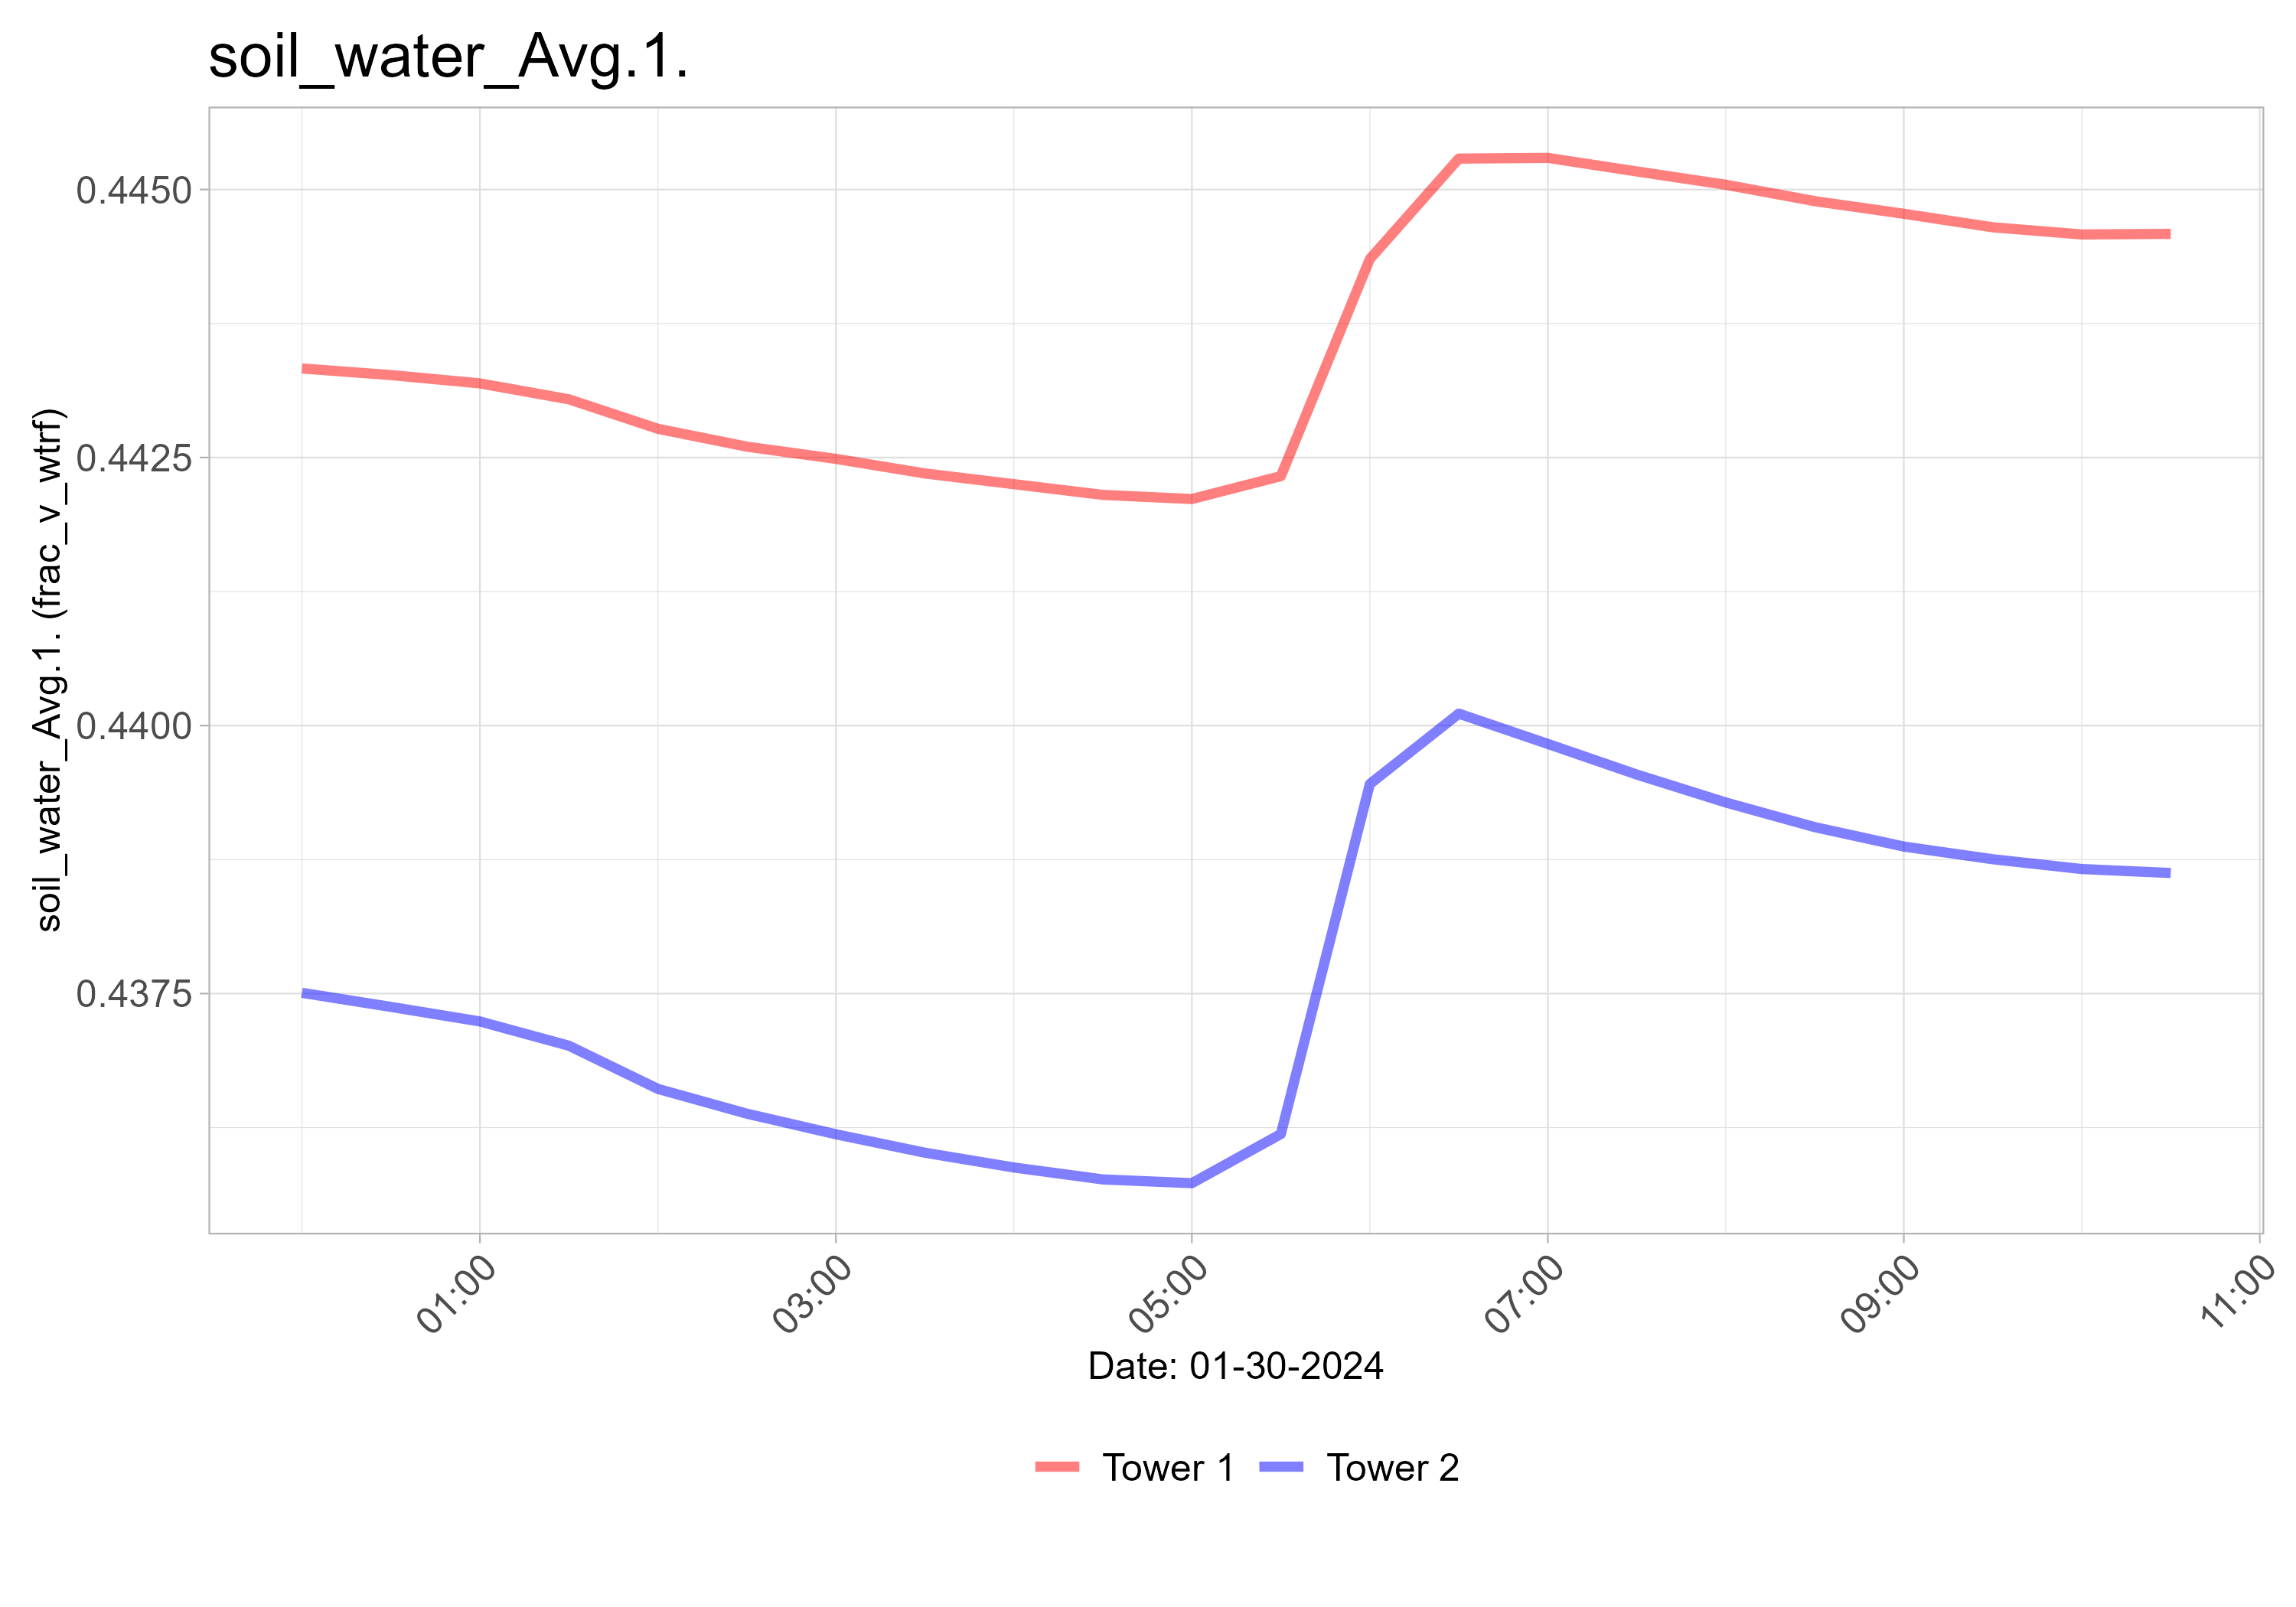 soil_water_Avg.1.
soil_water_Avg.1. (frac_v_wtrf)
0.4450
0.4425
0.4400
0.4375
01:00
03:00
05:00
07:00
09:00
11:00
Date: 01-30-2024
Tower 1
Tower 2